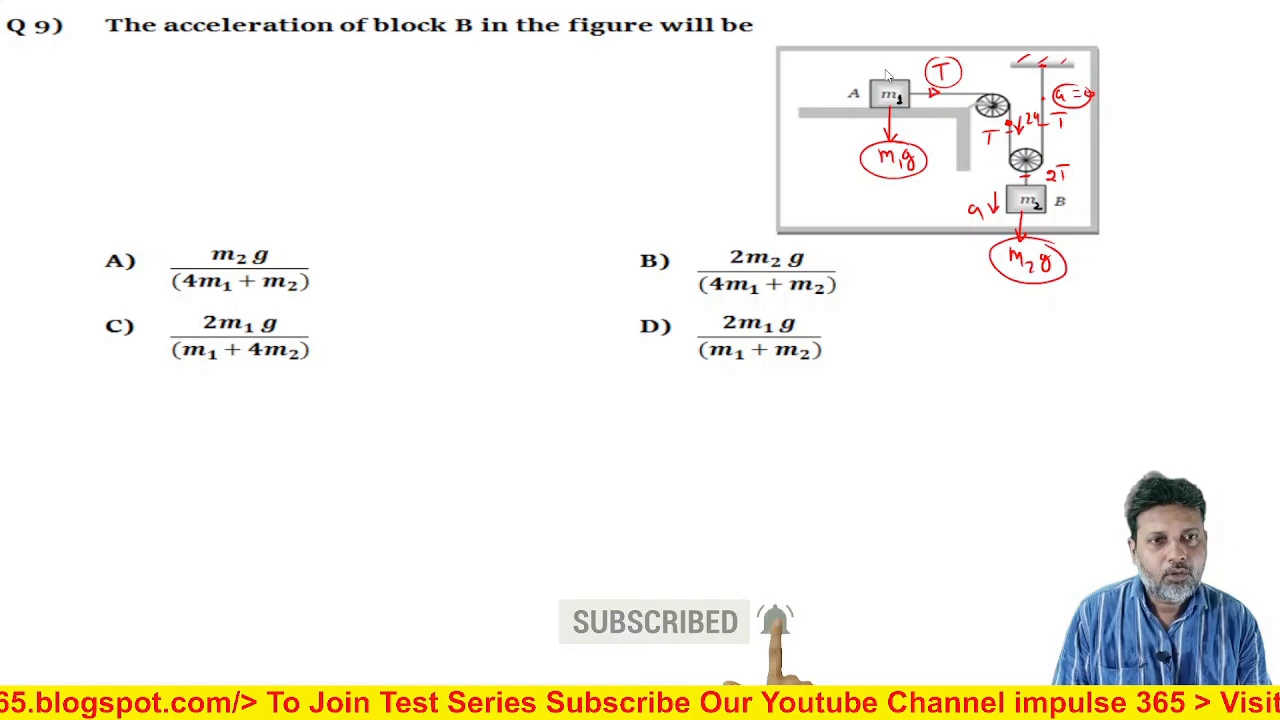 Q 9) The acceleration of block B in the figure will be
A m₁ T a=0
T 2a T
m₁g
2T
a m₂ B
m₂g
A) m₂ g / (4m₁ + m₂)
B) 2m₂ g / (4m₁ + m₂)
C) 2m₁ g / (m₁ + 4m₂)
D) 2m₁ g / (m₁ + m₂)
SUBSCRIBED
65.blogspot.com/> To Join Test Series Subscribe Our Youtube Channel impulse 365 > Visit